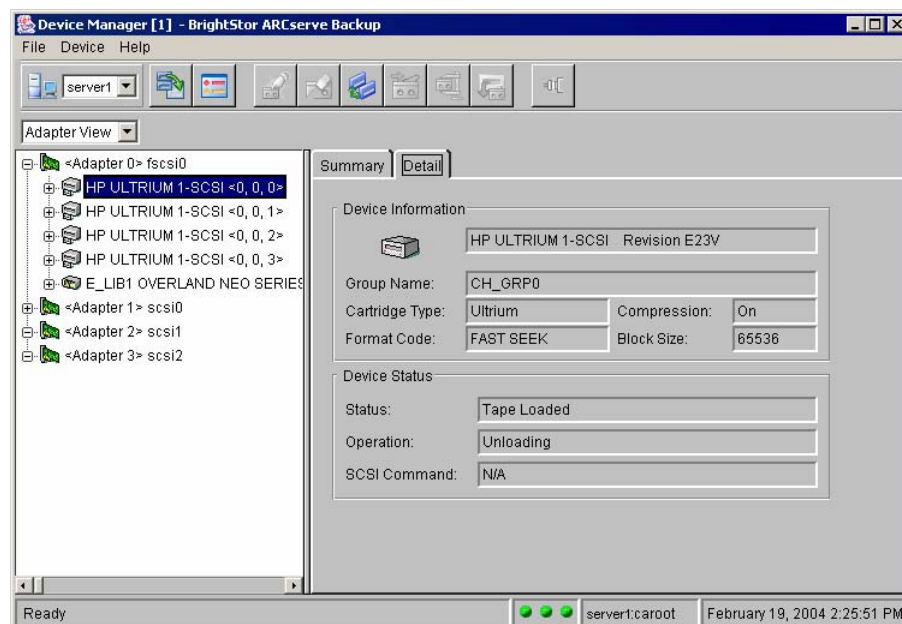 Device Manager [1] - BrightStor ARCserve Backup
File Device Help
server1
Adapter View
<Adapter 0> fscsi0
HP ULTRIUM 1-SCSI <0, 0, 0>
HP ULTRIUM 1-SCSI <0, 0, 1>
HP ULTRIUM 1-SCSI <0, 0, 2>
HP ULTRIUM 1-SCSI <0, 0, 3>
E_LIB1 OVERLAND NEO SERIES
<Adapter 1> scsi0
<Adapter 2> scsi1
<Adapter 3> scsi2
Summary Detail
Device Information
HP ULTRIUM 1-SCSI Revision E23V
Group Name: CH_GRP0
Cartridge Type: Ultrium Compression: On
Format Code: FAST SEEK Block Size: 65536
Device Status
Status: Tape Loaded
Operation: Unloading
SCSI Command: N/A
Ready server1:caroot February 19, 2004 2:25:51 PM